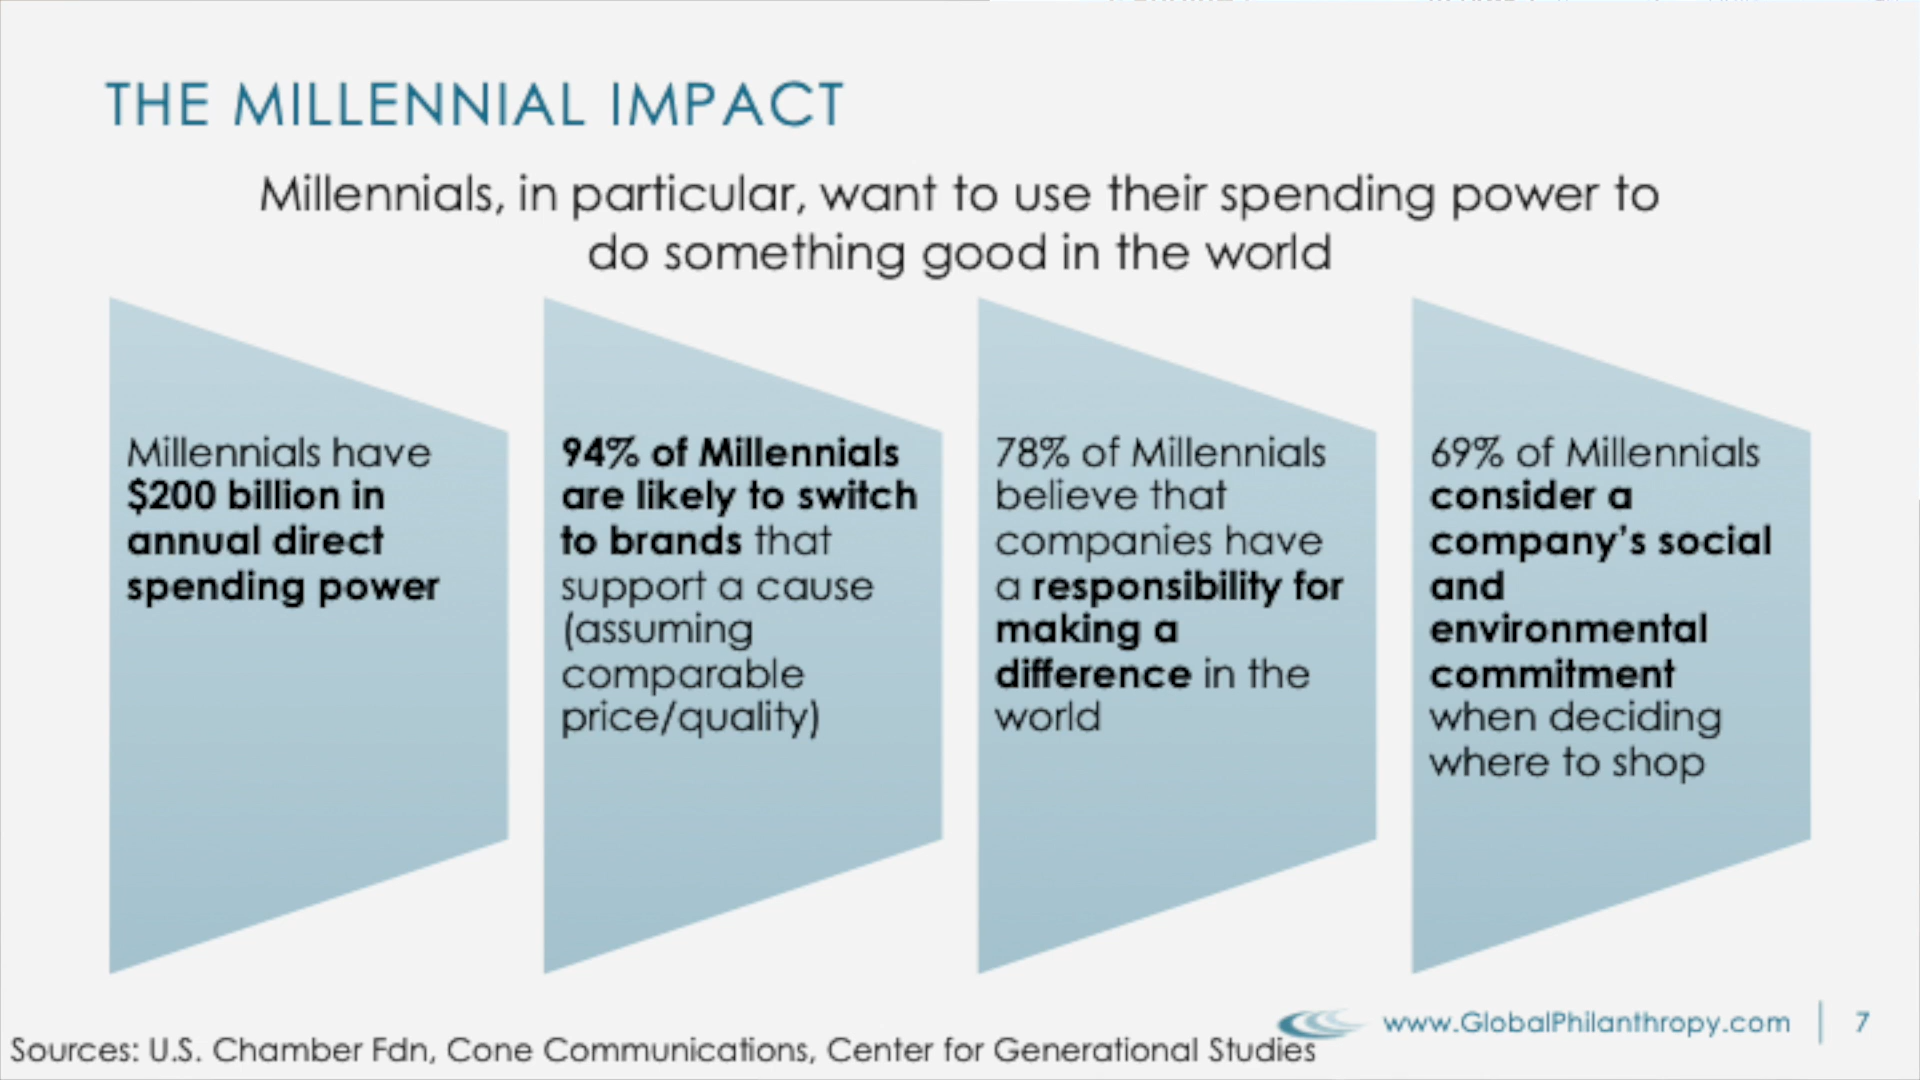 THE MILLENNIAL IMPACT
Millennials, in particular, want to use their spending power to
do something good in the world
Millennials have
$200 billion in
annual direct
spending power
94% of Millennials
are likely to switch
to brands that
support a cause
(assuming
comparable
price/quality)
78% of Millennials
believe that
companies have
a responsibility for
making a
difference in the
world
69% of Millennials
consider a
company's social
and
environmental
commitment
when deciding
where to shop
www.GlobalPhilanthropy.com 7
Sources: U.S. Chamber Fdn, Cone Communications, Center for Generational Studies